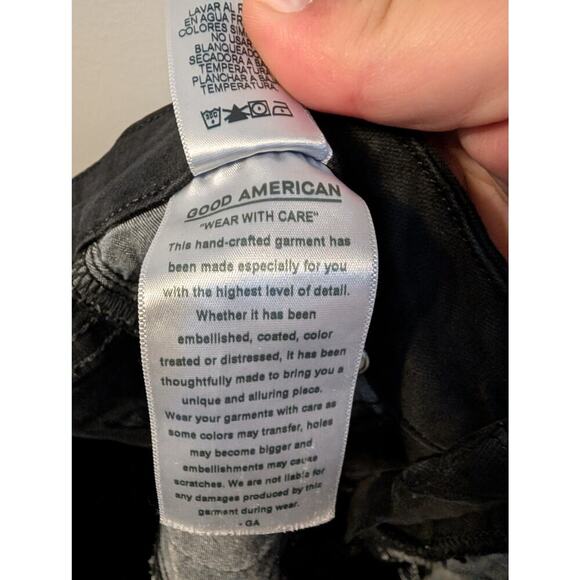 LAVAR AL
EN AGUA
COLORES
NO USAR
BLANQUEADO
SECADORA A
TEMPERATURA
PLANCHAR A
TEMPERATURA
GOOD AMERICAN
"WEAR WITH CARE"
This hand-crafted garment has
been made especially for you
with the highest level of detail.
Whether it has been
embellished, coated, color
treated or distressed, it has been
thoughtfully made to bring you a
unique and alluring piece.
Wear your garments with care as
some colors may transfer, holes
may become bigger and
embellishments may cause
scratches. We are not liable for
any damages produced by this
garment during wear.
- GA